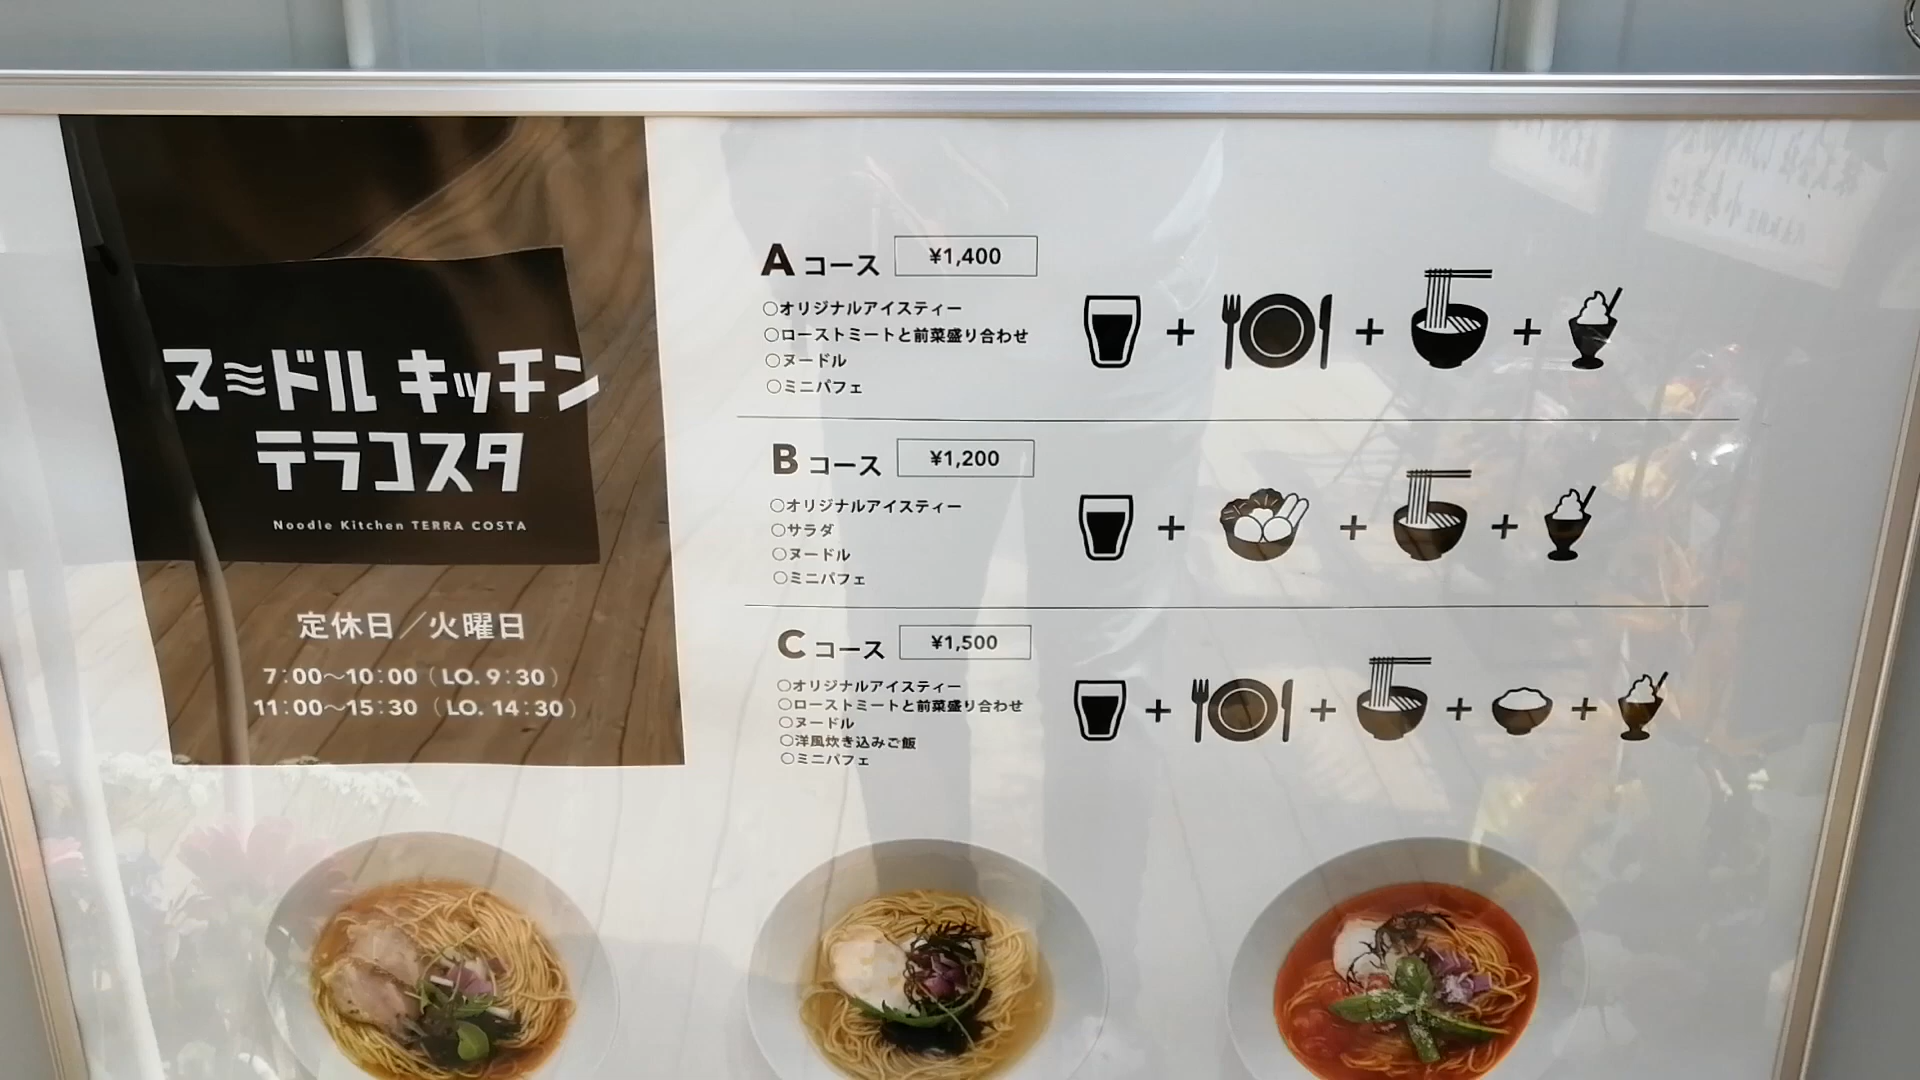 ヌードル キッチン
テラコスタ
Noodle Kitchen TERRA COSTA
定休日／火曜日
7:00〜10:00（LO. 9:30）
11:00〜15:30（LO. 14:30）
A コース ¥1,400
○オリジナルアイスティー
○ローストミートと前菜盛り合わせ
○ヌードル
○ミニパフェ
B コース ¥1,200
○オリジナルアイスティー
○サラダ
○ヌードル
○ミニパフェ
C コース ¥1,500
○オリジナルアイスティー
○ローストミートと前菜盛り合わせ
○ヌードル
○洋風炊き込みご飯
○ミニパフェ